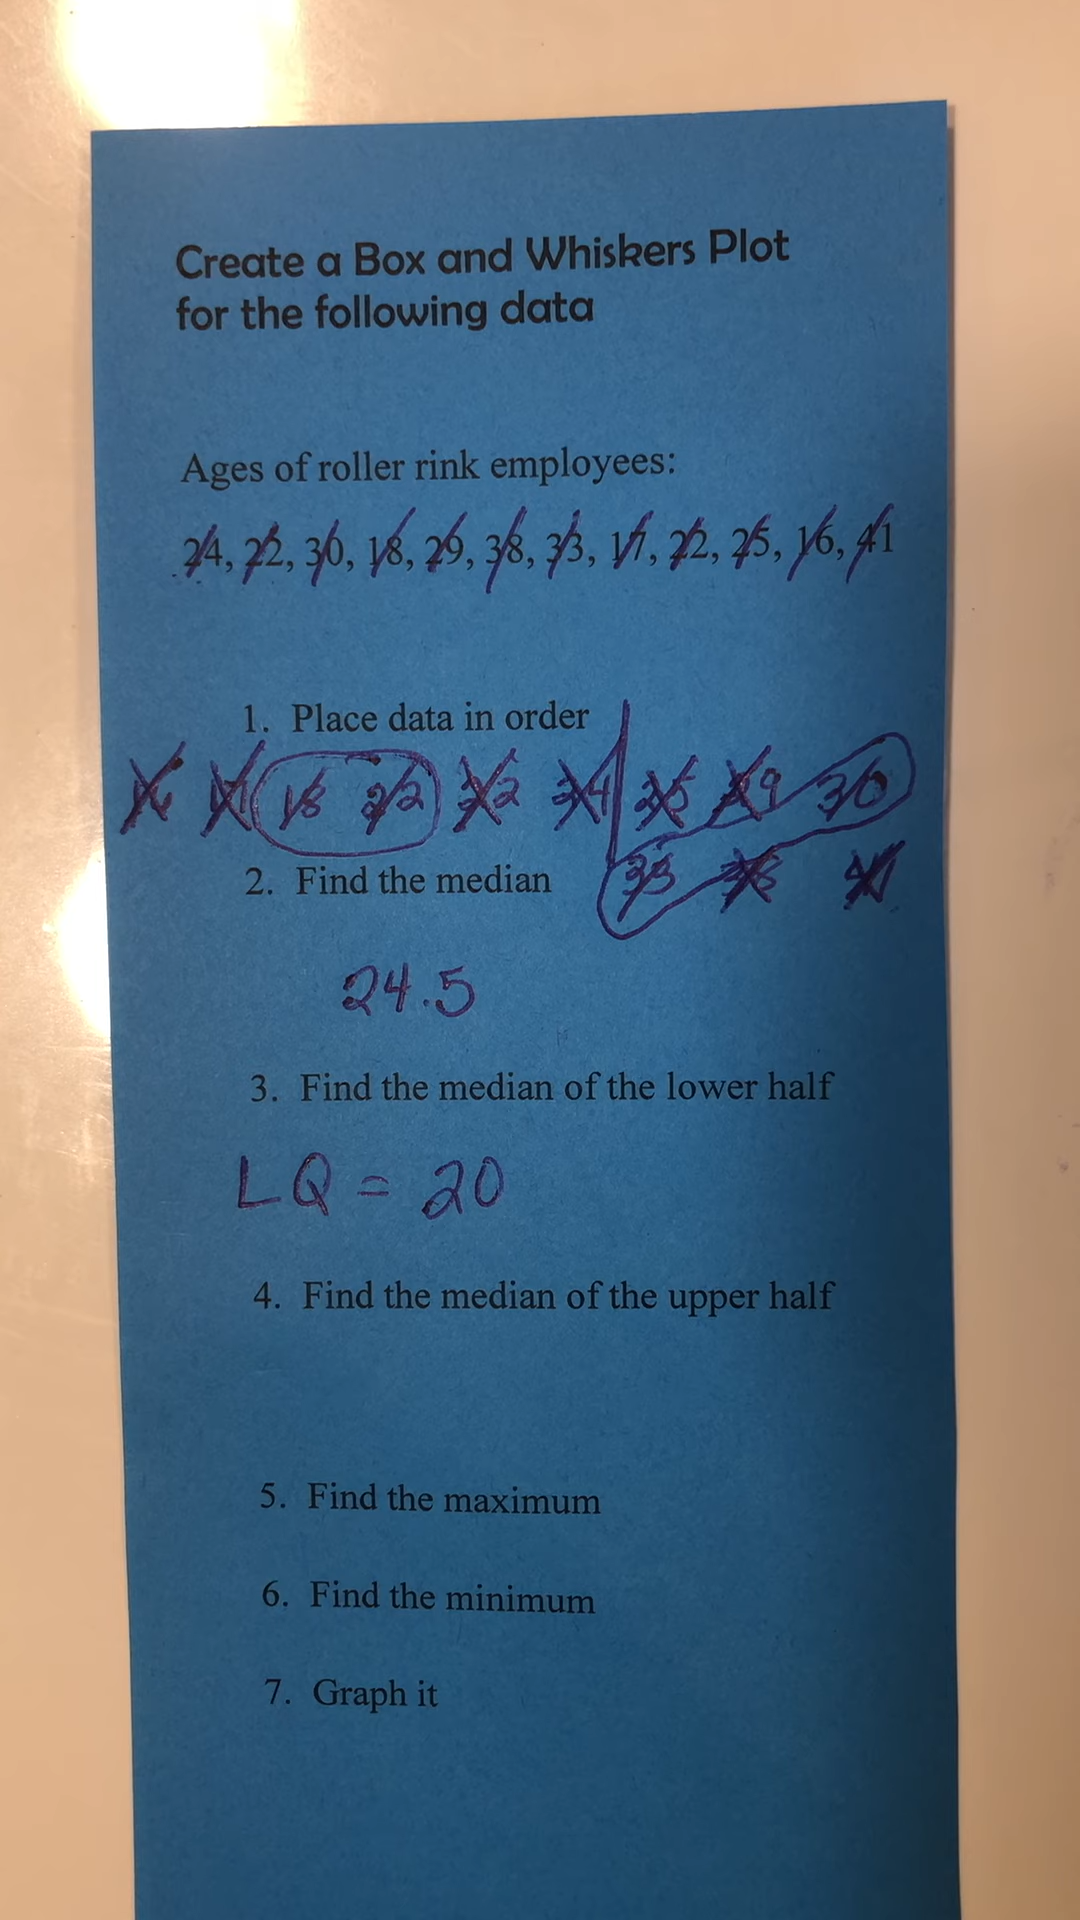 Create a Box and Whiskers Plot
for the following data
Ages of roller rink employees:
24, 22, 30, 18, 29, 38, 33, 17, 22, 25, 16, 41
1. Place data in order
16 17 18 22 22 24 25 29 30
33 38 41
2. Find the median
24.5
3. Find the median of the lower half
LQ = 20
4. Find the median of the upper half
5. Find the maximum
6. Find the minimum
7. Graph it